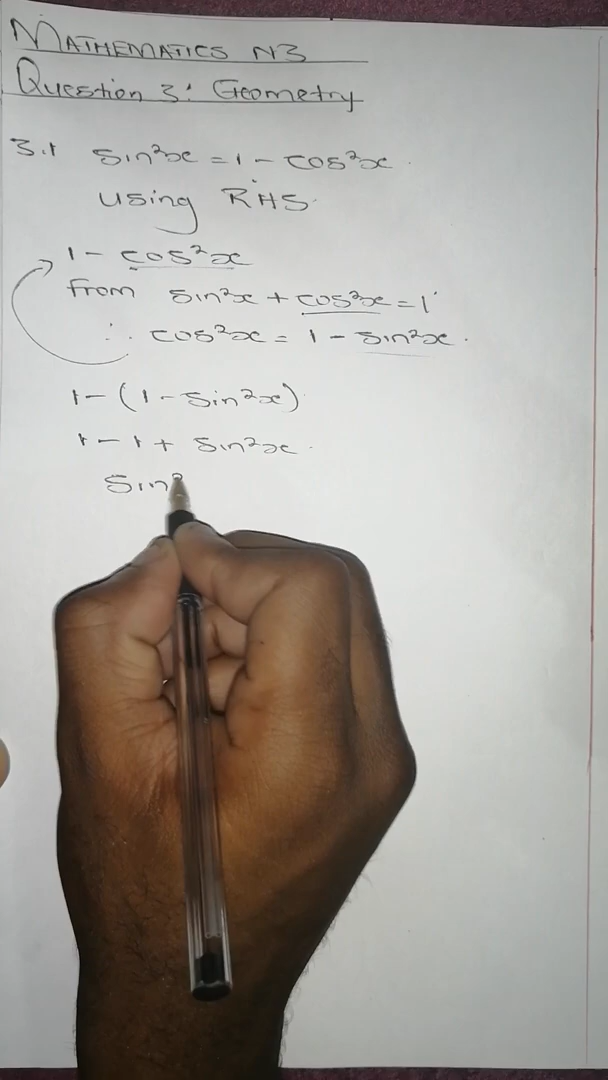 MATHEMATICS N3
Question 3: Geometry
3.1 sin²x = 1 - cos²x.
using RHS.
1 - cos²x
from sin²x + cos²x = 1
∴ cos²x = 1 - sin²x.
1 - (1 - sin²x)
1 - 1 + sin²x.
sin²